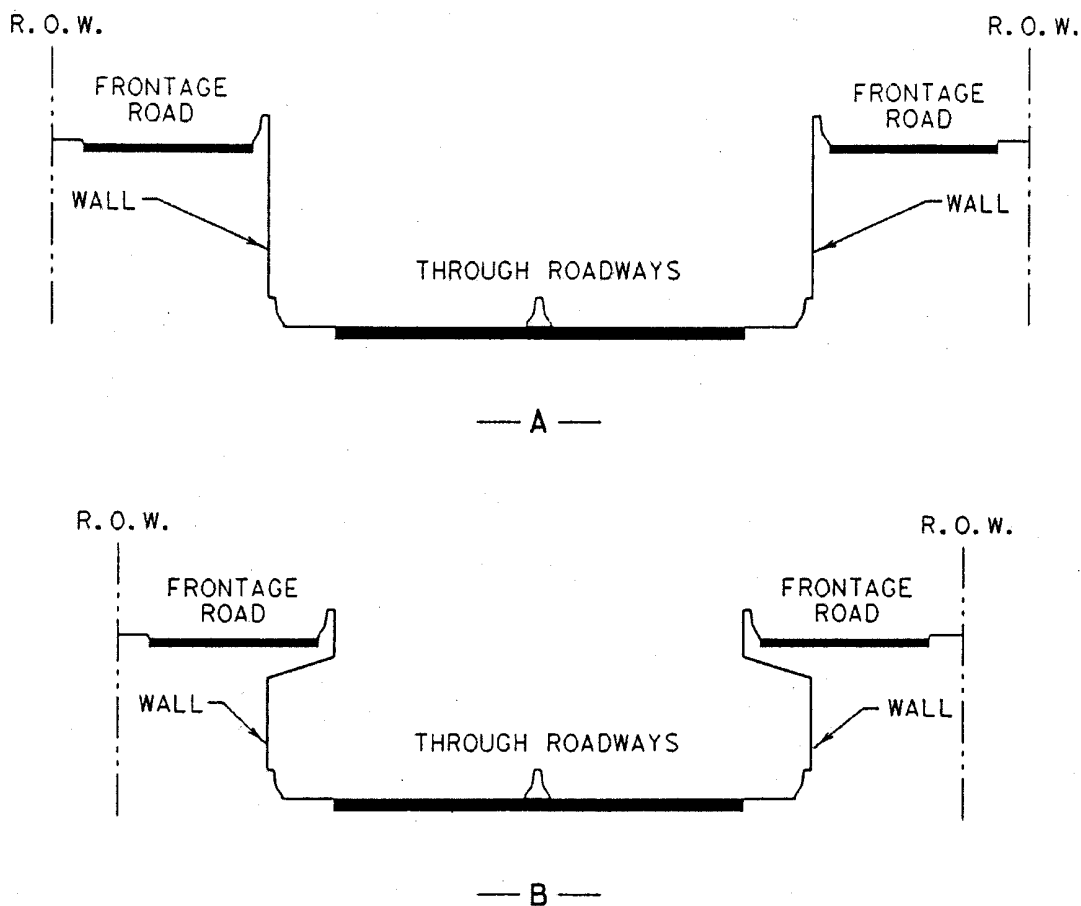 R. O. W.
R. O. W.
FRONTAGE
ROAD
FRONTAGE
ROAD
WALL
WALL
THROUGH ROADWAYS
A
R. O. W.
R. O. W.
FRONTAGE
ROAD
FRONTAGE
ROAD
WALL
WALL
THROUGH ROADWAYS
B